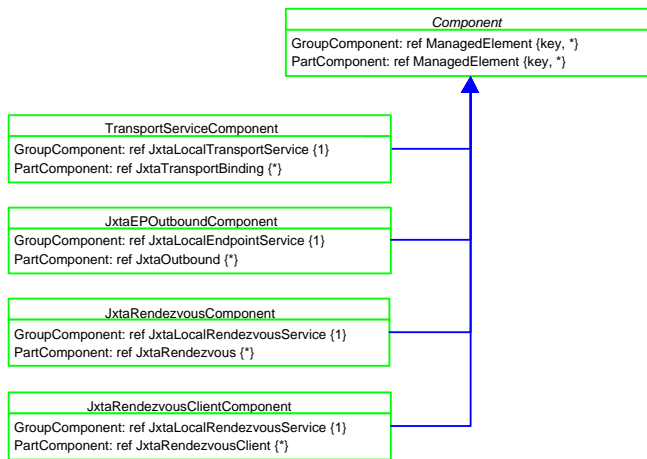 Component
GroupComponent: ref ManagedElement {key, *}
PartComponent: ref ManagedElement {key, *}
TransportServiceComponent
GroupComponent: ref JxtaLocalTransportService {1}
PartComponent: ref JxtaTransportBinding {*}
JxtaEPOutboundComponent
GroupComponent: ref JxtaLocalEndpointService {1}
PartComponent: ref JxtaOutbound {*}
JxtaRendezvousComponent
GroupComponent: ref JxtaLocalRendezvousService {1}
PartComponent: ref JxtaRendezvous {*}
JxtaRendezvousClientComponent
GroupComponent: ref JxtaLocalRendezvousService {1}
PartComponent: ref JxtaRendezvousClient {*}